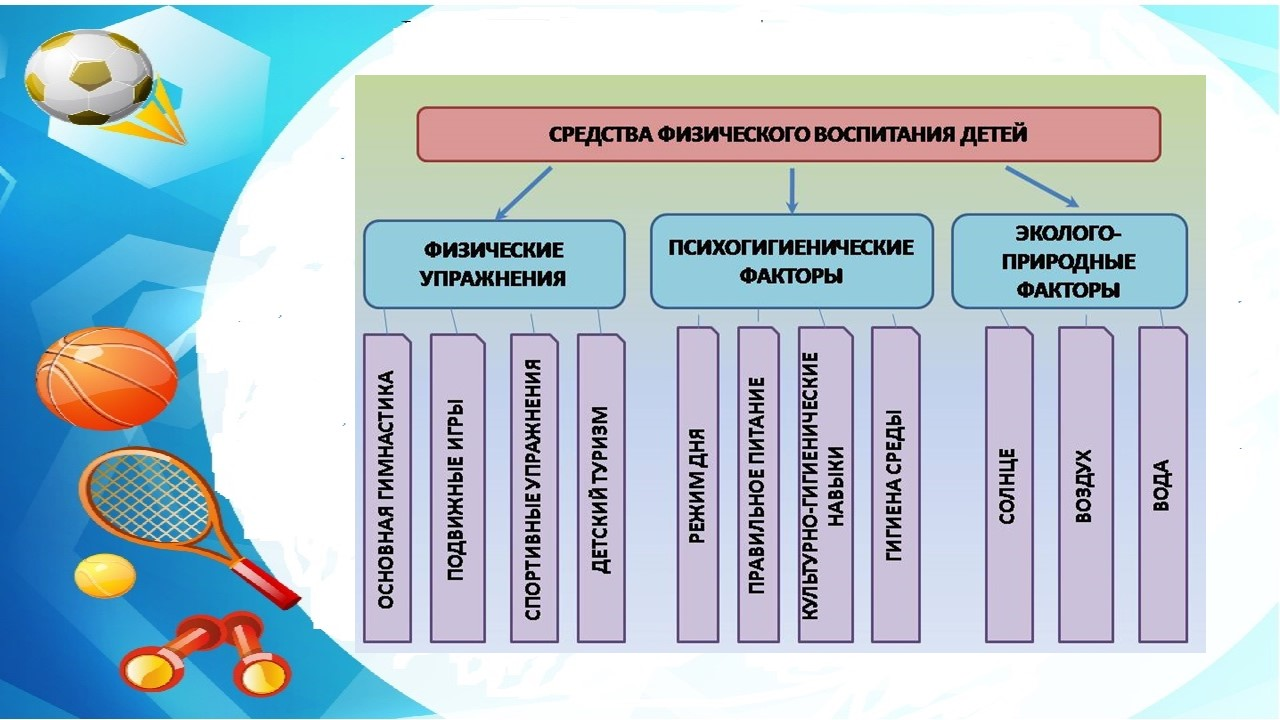 СРЕДСТВА ФИЗИЧЕСКОГО ВОСПИТАНИЯ ДЕТЕЙ
ФИЗИЧЕСКИЕ
УПРАЖНЕНИЯ
ПСИХОГИГИЕНИЧЕСКИЕ
ФАКТОРЫ
ЭКОЛОГО-
ПРИРОДНЫЕ
ФАКТОРЫ
ОСНОВНАЯ ГИМНАСТИКА
ПОДВИЖНЫЕ ИГРЫ
СПОРТИВНЫЕ УПРАЖНЕНИЯ
ДЕТСКИЙ ТУРИЗМ
РЕЖИМ ДНЯ
ПРАВИЛЬНОЕ ПИТАНИЕ
КУЛЬТУРНО-ГИГИЕНИЧЕСКИЕ
НАВЫКИ
ГИГИЕНА СРЕДЫ
СОЛНЦЕ
ВОЗДУХ
ВОДА